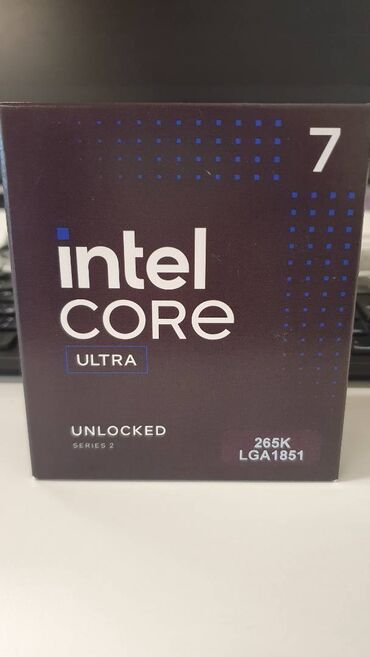 7
intel
CORE
ULTRA
UNLOCKED
SERIES 2
265K
LGA1851